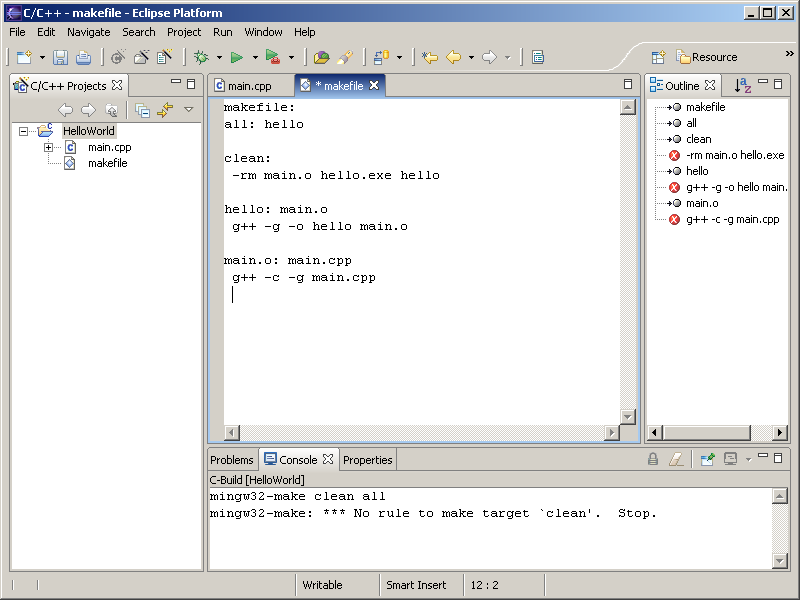 C/C++ - makefile - Eclipse Platform
File Edit Navigate Search Project Run Window Help
Resource »
C/C++ Projects
main.cpp
* makefile
Outline
HelloWorld
main.cpp
makefile
makefile:
all: hello
clean:
-rm main.o hello.exe hello
hello: main.o
g++ -g -o hello main.o
main.o: main.cpp
g++ -c -g main.cpp
makefile
all
clean
-rm main.o hello.exe
hello
g++ -g -o hello main.
main.o
g++ -c -g main.cpp
Problems Console Properties
C-Build [HelloWorld]
mingw32-make clean all
mingw32-make: *** No rule to make target `clean'.  Stop.
Writable Smart Insert 12 : 2